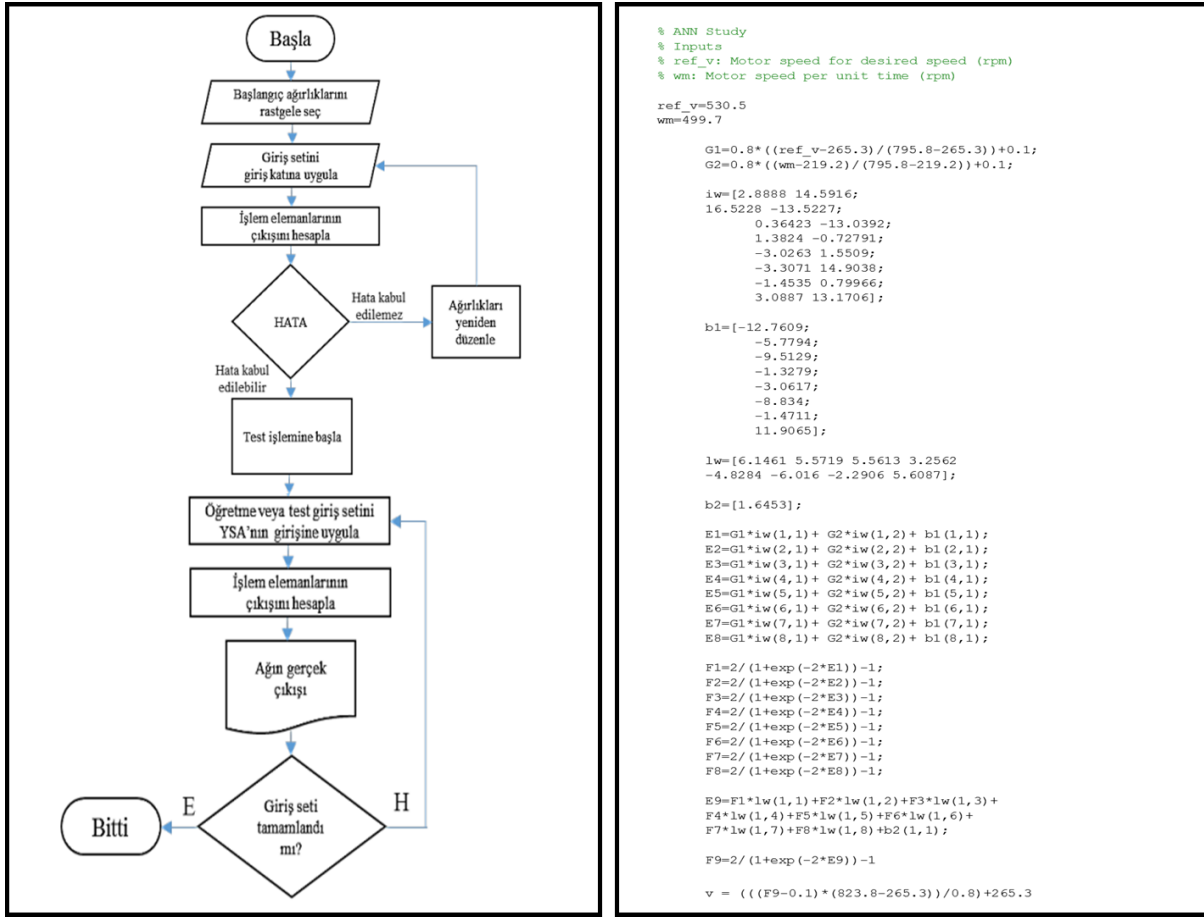 Başla
Başlangıç ağırlıklarını
rastgele seç
Giriş setini
giriş katına uygula
İşlem elemanlarının
çıkışını hesapla
HATA
Hata kabul
edilemez
Ağırlıkları
yeniden
düzenle
Hata kabul
edilebilir
Test işlemine başla
Öğretme veya test giriş setini
YSA'nın girişine uygula
İşlem elemanlarının
çıkışını hesapla
Ağın gerçek
çıkışı
Giriş seti
tamamlandı
mı?
E
H
Bitti
% ANN Study
% Inputs
% ref_v: Motor speed for desired speed (rpm)
% wm: Motor speed per unit time (rpm)
ref_v=530.5
wm=499.7
G1=0.8*((ref_v-265.3)/(795.8-265.3))+0.1;
G2=0.8*((wm-219.2)/(795.8-219.2))+0.1;
iw=[2.8888 14.5916;
16.5228 -13.5227;
0.36423 -13.0392;
1.3824 -0.72791;
-3.0263 1.5509;
-3.3071 14.9038;
-1.4535 0.79966;
3.0887 13.1706];
b1=[-12.7609;
-5.7794;
-9.5129;
-1.3279;
-3.0617;
-8.834;
-1.4711;
11.9065];
lw=[6.1461 5.5719 5.5613 3.2562
-4.8284 -6.016 -2.2906 5.6087];
b2=[1.6453];
E1=G1*iw(1,1)+ G2*iw(1,2)+ b1(1,1);
E2=G1*iw(2,1)+ G2*iw(2,2)+ b1(2,1);
E3=G1*iw(3,1)+ G2*iw(3,2)+ b1(3,1);
E4=G1*iw(4,1)+ G2*iw(4,2)+ b1(4,1);
E5=G1*iw(5,1)+ G2*iw(5,2)+ b1(5,1);
E6=G1*iw(6,1)+ G2*iw(6,2)+ b1(6,1);
E7=G1*iw(7,1)+ G2*iw(7,2)+ b1(7,1);
E8=G1*iw(8,1)+ G2*iw(8,2)+ b1(8,1);
F1=2/(1+exp(-2*E1))-1;
F2=2/(1+exp(-2*E2))-1;
F3=2/(1+exp(-2*E3))-1;
F4=2/(1+exp(-2*E4))-1;
F5=2/(1+exp(-2*E5))-1;
F6=2/(1+exp(-2*E6))-1;
F7=2/(1+exp(-2*E7))-1;
F8=2/(1+exp(-2*E8))-1;
E9=F1*lw(1,1)+F2*lw(1,2)+F3*lw(1,3)+
F4*lw(1,4)+F5*lw(1,5)+F6*lw(1,6)+
F7*lw(1,7)+F8*lw(1,8)+b2(1,1);
F9=2/(1+exp(-2*E9))-1
v = (((F9-0.1)*(823.8-265.3))/0.8)+265.3